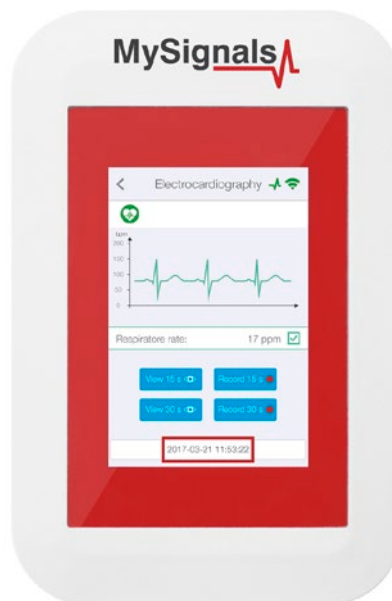 MySignals
Electrocardiography
bpm
200
150
100
50
0
Respiratore rate: 17 ppm
View 15 s Record 15 s
View 30 s Record 30 s
2017-03-21 11:53:22